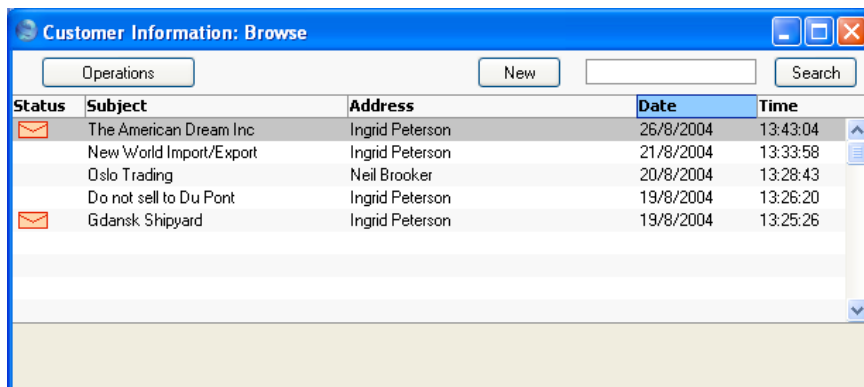 Customer Information: Browse
Operations New Search
Status Subject Address Date Time
The American Dream Inc Ingrid Peterson 26/8/2004 13:43:04
New World Import/Export Ingrid Peterson 21/8/2004 13:33:58
Oslo Trading Neil Brooker 20/8/2004 13:28:43
Do not sell to Du Pont Ingrid Peterson 19/8/2004 13:26:20
Gdansk Shipyard Ingrid Peterson 19/8/2004 13:25:26